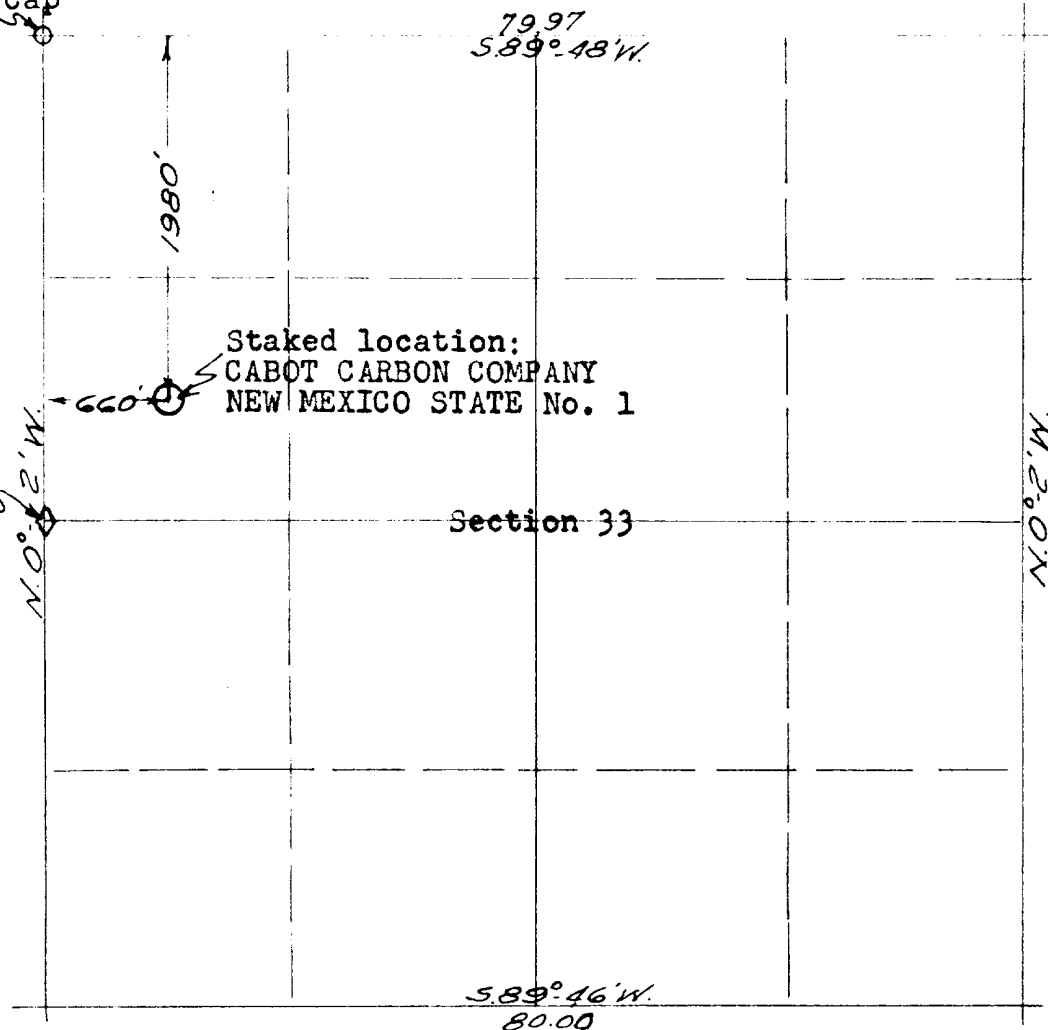 cap
79.97
S.89°-48'W.
1980'
Staked location:
CABOT CARBON COMPANY
NEW MEXICO STATE No. 1
660'
N.0°-2'W.
N.0°-2'W.
Section 33
S.89°-46'W.
80.00